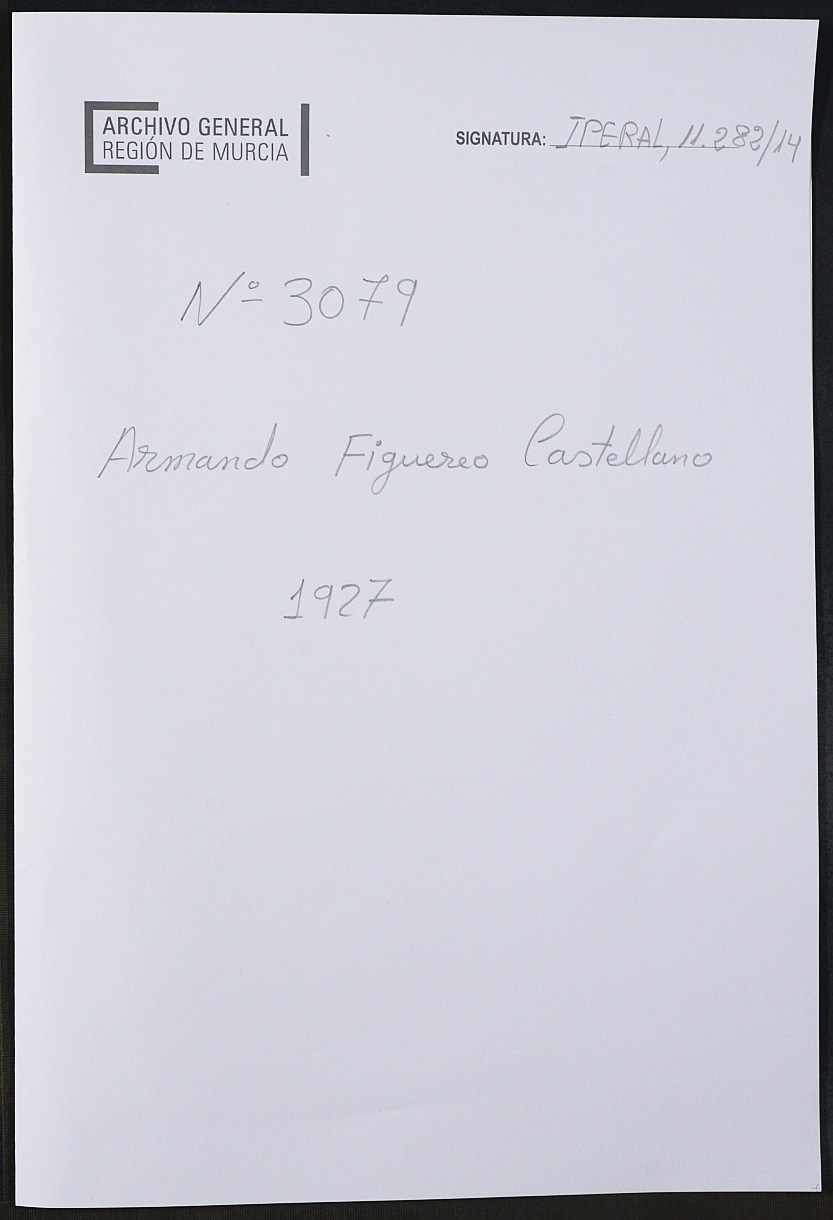 ARCHIVO GENERAL
REGIÓN DE MURCIA
SIGNATURA: IPERAL, 11.282/14
Nº 3079
Armando Figuereo Castellano
1927